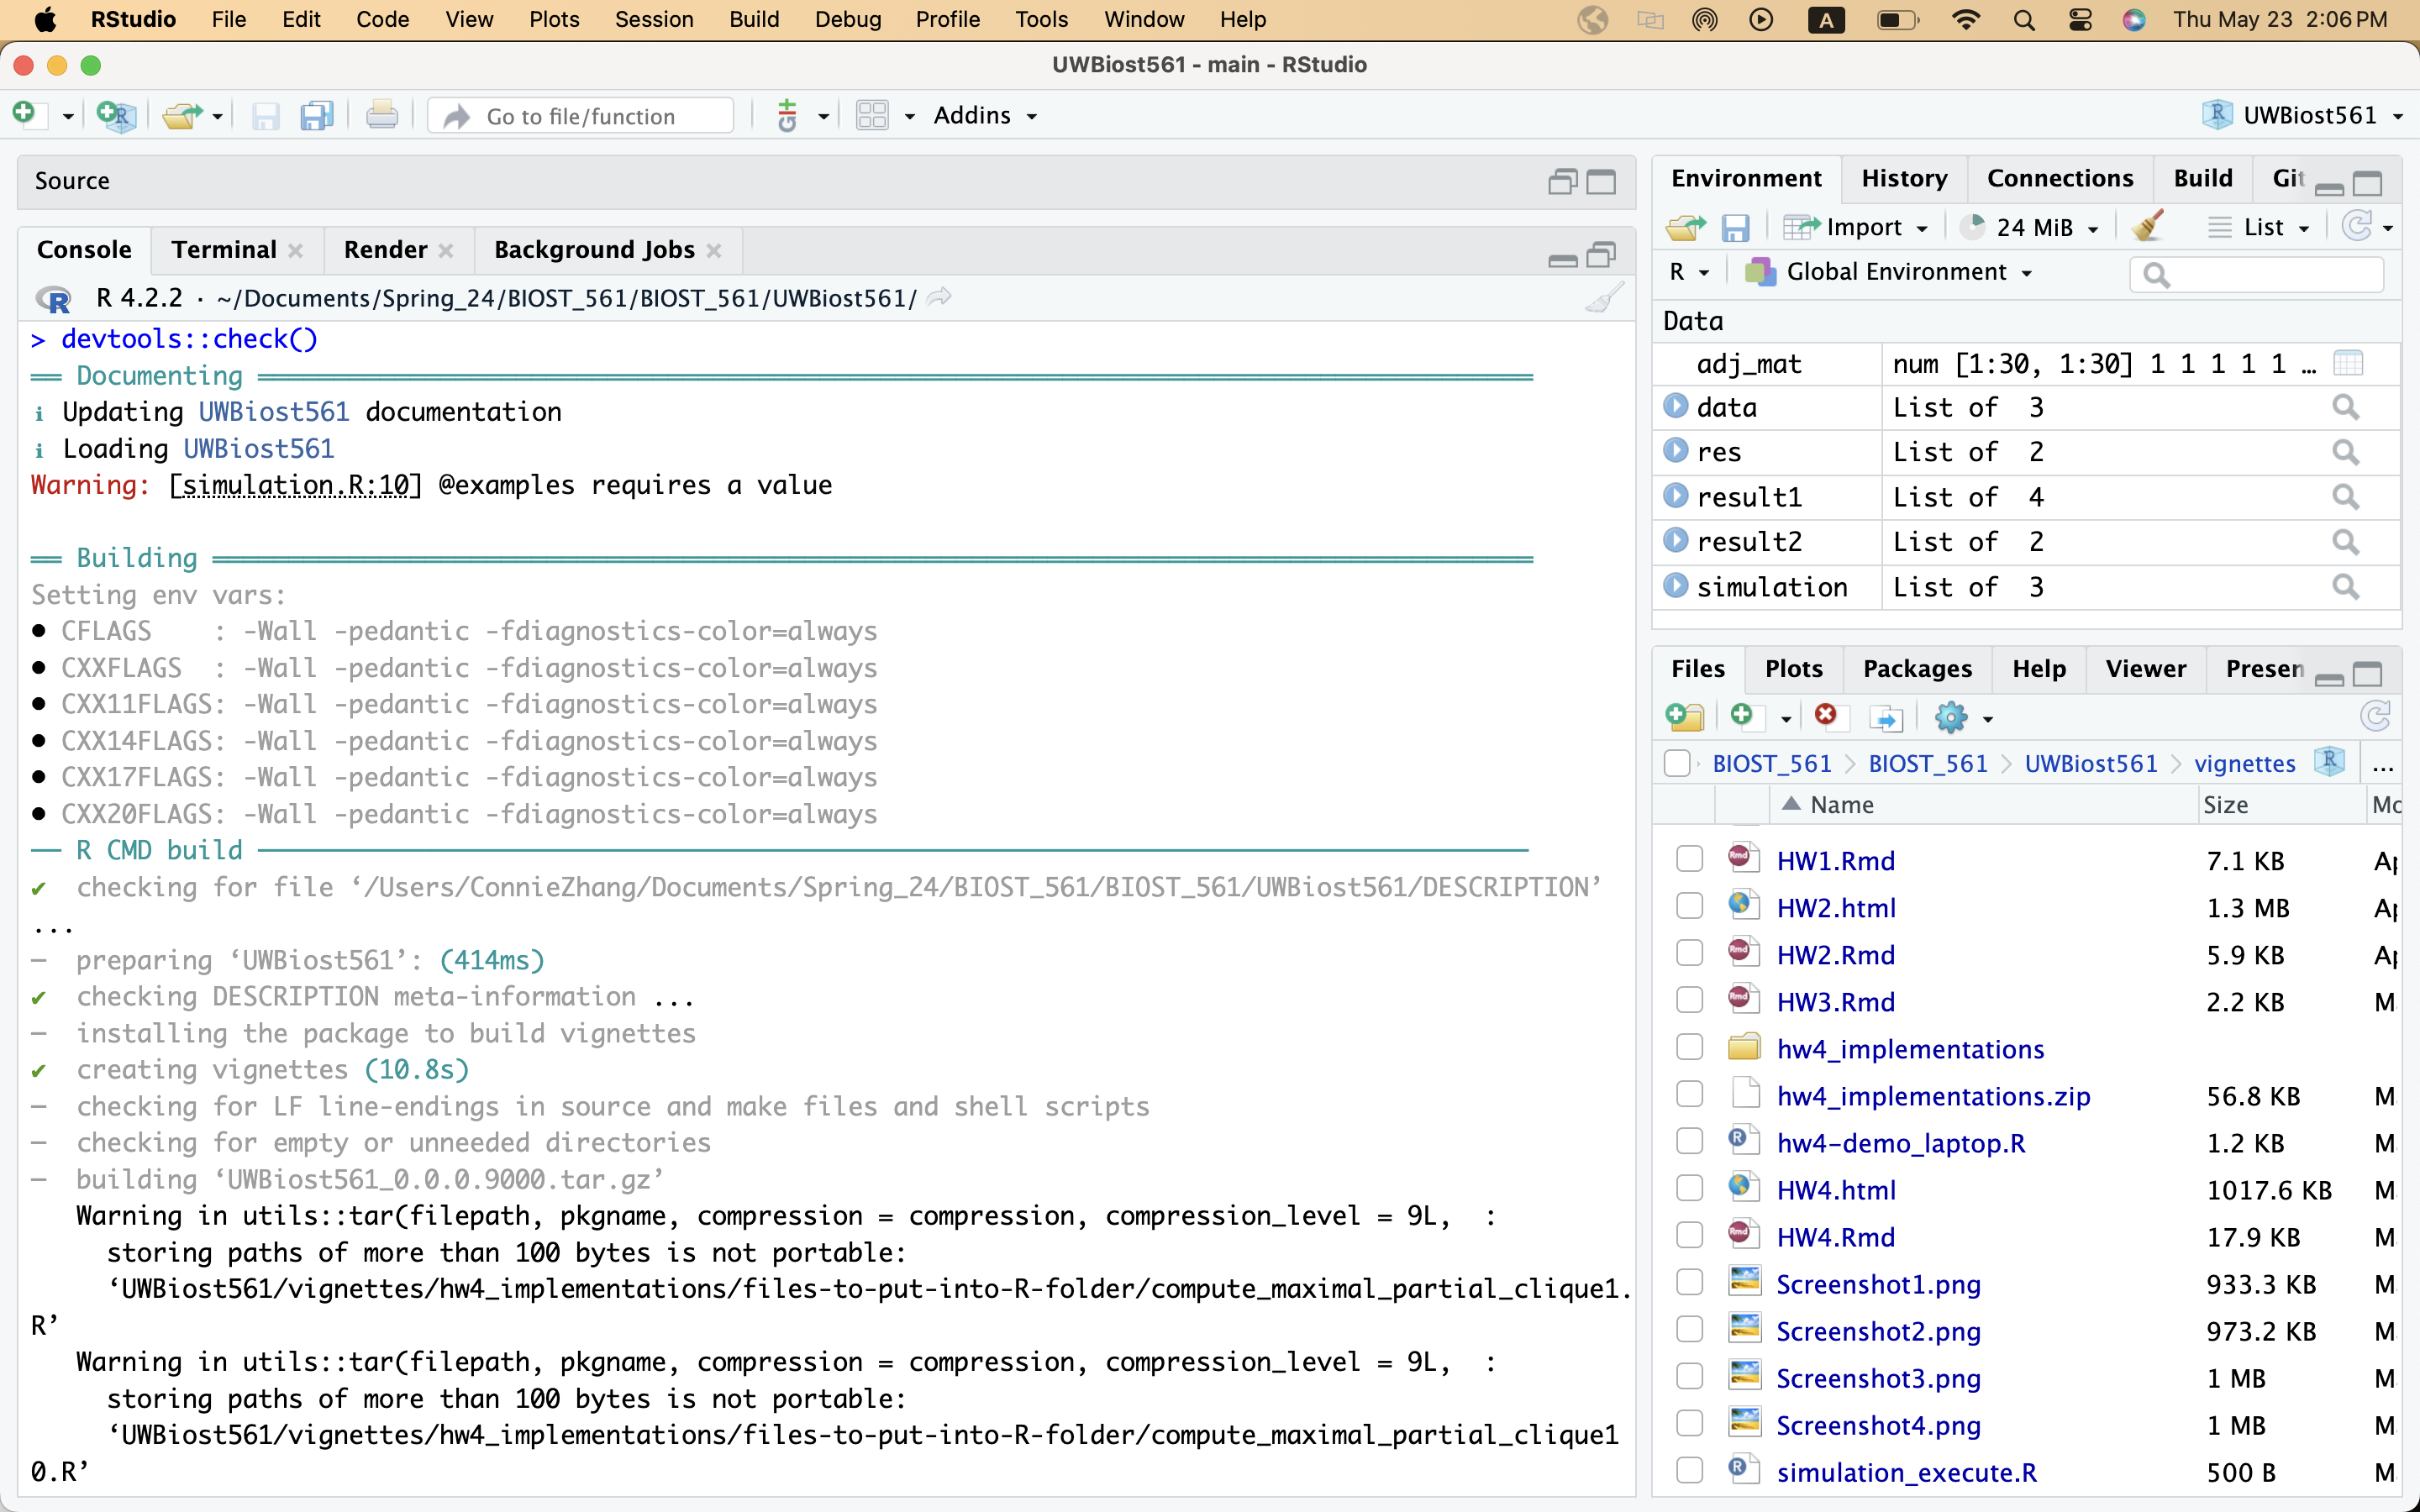 RStudio File Edit Code View Plots Session Build Debug Profile Tools Window Help A Thu May 23 2:06 PM
UWBiost561 - main - RStudio
Go to file/function Addins UWBiost561
Source
Console Terminal Render Background Jobs
R 4.2.2 · ~/Documents/Spring_24/BIOST_561/BIOST_561/UWBiost561/
> devtools::check()
══ Documenting ══
i Updating UWBiost561 documentation
i Loading UWBiost561
Warning: [simulation.R:10] @examples requires a value
══ Building ══
Setting env vars:
● CFLAGS    : -Wall -pedantic -fdiagnostics-color=always
● CXXFLAGS  : -Wall -pedantic -fdiagnostics-color=always
● CXX11FLAGS: -Wall -pedantic -fdiagnostics-color=always
● CXX14FLAGS: -Wall -pedantic -fdiagnostics-color=always
● CXX17FLAGS: -Wall -pedantic -fdiagnostics-color=always
● CXX20FLAGS: -Wall -pedantic -fdiagnostics-color=always
── R CMD build ──
✔ checking for file ‘/Users/ConnieZhang/Documents/Spring_24/BIOST_561/BIOST_561/UWBiost561/DESCRIPTION’
...
─ preparing ‘UWBiost561’: (414ms)
✔ checking DESCRIPTION meta-information ...
─ installing the package to build vignettes
✔ creating vignettes (10.8s)
─ checking for LF line-endings in source and make files and shell scripts
─ checking for empty or unneeded directories
─ building ‘UWBiost561_0.0.0.9000.tar.gz’
Warning in utils::tar(filepath, pkgname, compression = compression, compression_level = 9L,  :
storing paths of more than 100 bytes is not portable:
‘UWBiost561/vignettes/hw4_implementations/files-to-put-into-R-folder/compute_maximal_partial_clique1.
R’
Warning in utils::tar(filepath, pkgname, compression = compression, compression_level = 9L,  :
storing paths of more than 100 bytes is not portable:
‘UWBiost561/vignettes/hw4_implementations/files-to-put-into-R-folder/compute_maximal_partial_clique1
0.R’
Environment History Connections Build Git
Import 24 MiB List
R Global Environment
Data
adj_mat num [1:30, 1:30] 1 1 1 1 1 …
data List of  3
res List of  2
result1 List of  4
result2 List of  2
simulation List of  3
Files Plots Packages Help Viewer Presen
BIOST_561 > BIOST_561 > UWBiost561 > vignettes ...
Name Size Mo
HW1.Rmd 7.1 KB Ap
HW2.html 1.3 MB Ap
HW2.Rmd 5.9 KB Ap
HW3.Rmd 2.2 KB M
hw4_implementations
hw4_implementations.zip 56.8 KB M
hw4-demo_laptop.R 1.2 KB M
HW4.html 1017.6 KB M
HW4.Rmd 17.9 KB M
Screenshot1.png 933.3 KB M
Screenshot2.png 973.2 KB M
Screenshot3.png 1 MB M
Screenshot4.png 1 MB M
simulation_execute.R 500 B M